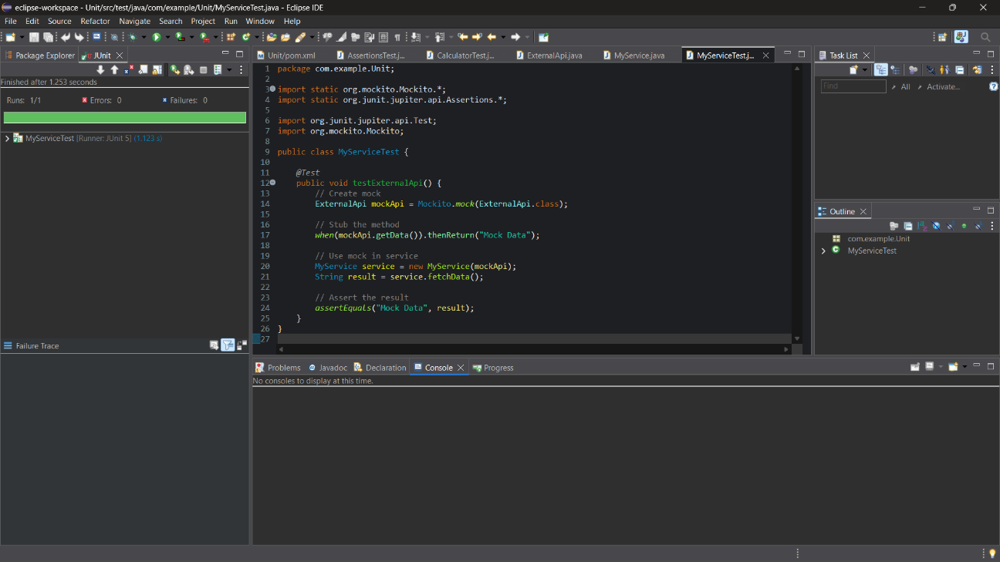 eclipse-workspace - Unit/src/test/java/com/example/Unit/MyServiceTest.java - Eclipse IDE
File Edit Source Refactor Navigate Search Project Run Window Help
Package Explorer JUnit
Finished after 1.253 seconds
Runs: 1/1 Errors: 0 Failures: 0
MyServiceTest [Runner: JUnit 5] (1.123 s)
Failure Trace
Unit/pom.xml AssertionsTest.j... CalculatorTest.j... ExternalApi.java MyService.java MyServiceTest.j...
1 package com.example.Unit;
2
3 import static org.mockito.Mockito.*;
4 import static org.junit.jupiter.api.Assertions.*;
5
6 import org.junit.jupiter.api.Test;
7 import org.mockito.Mockito;
8
9 public class MyServiceTest {
10
11 @Test
12 public void testExternalApi() {
13 // Create mock
14 ExternalApi mockApi = Mockito.mock(ExternalApi.class);
15
16 // Stub the method
17 when(mockApi.getData()).thenReturn("Mock Data");
18
19 // Use mock in service
20 MyService service = new MyService(mockApi);
21 String result = service.fetchData();
22
23 // Assert the result
24 assertEquals("Mock Data", result);
25 }
26 }
27
Problems Javadoc Declaration Console Progress
No consoles to display at this time.
Task List
Find All Activate...
Outline
com.example.Unit
MyServiceTest